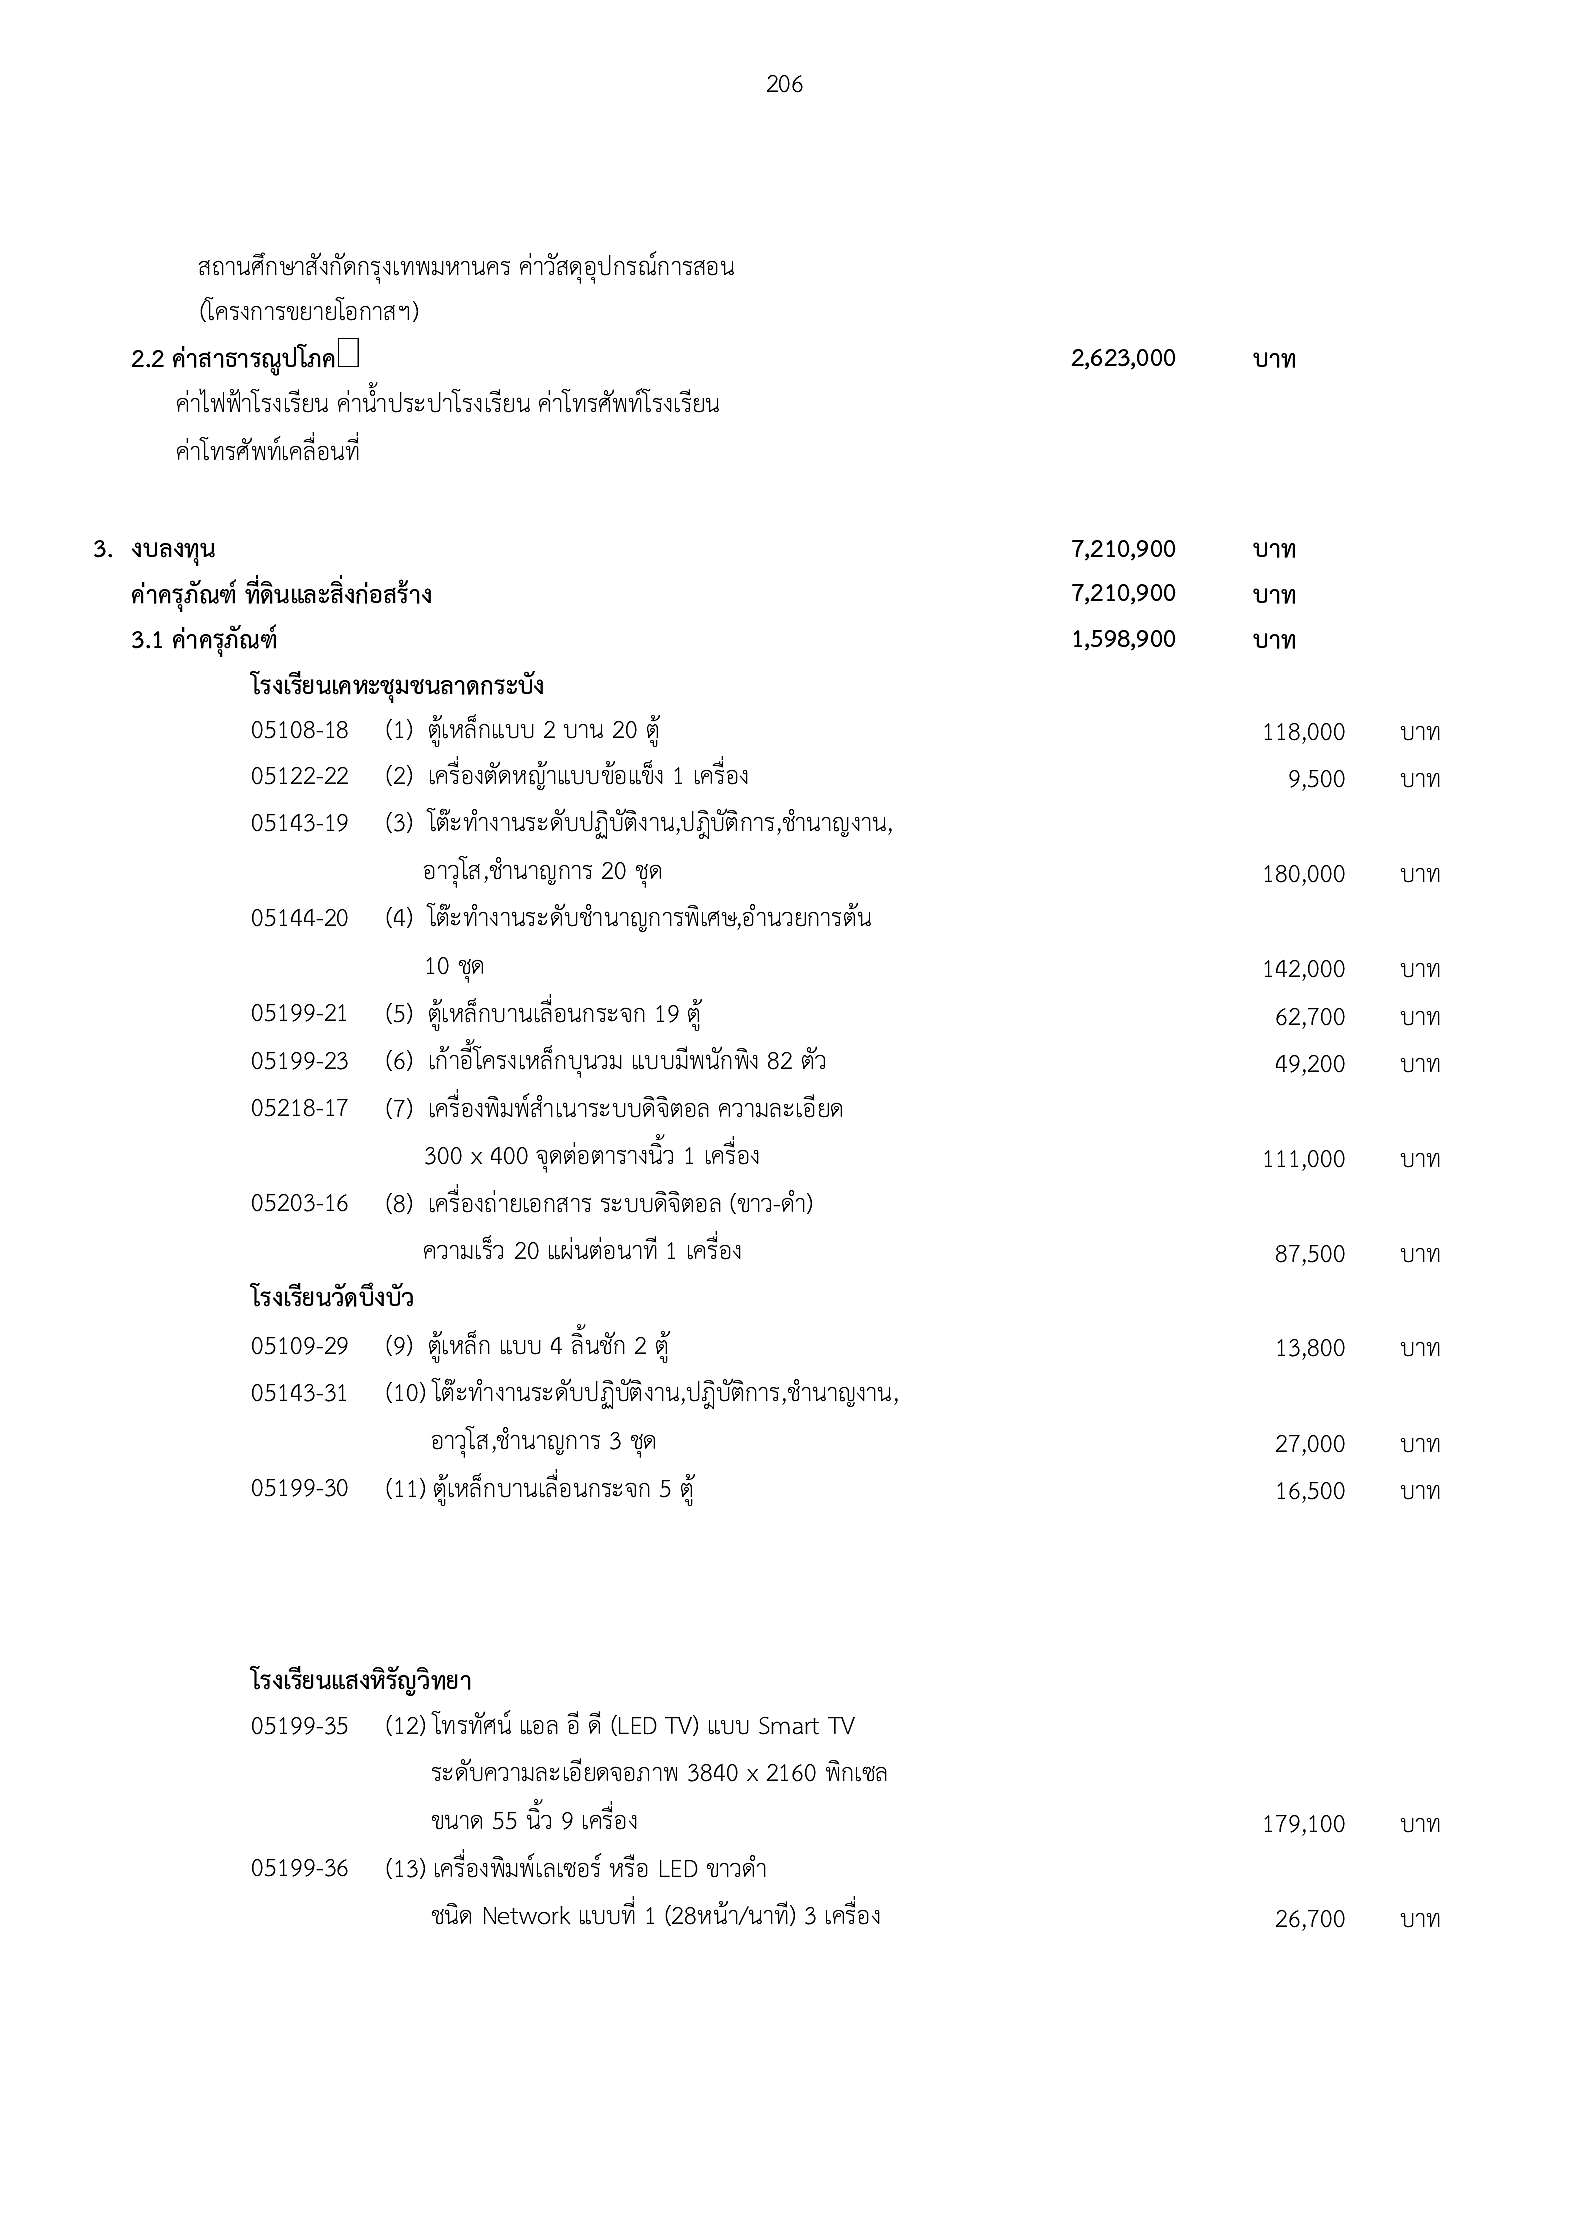 206
สถานศึกษาสังกัดกรุงเทพมหานคร ค่าวัสดุอุปกรณ์การสอน
(โครงการขยายโอกาสฯ)
2.2 ค่าสาธารณูปโภค 2,623,000 บาท
ค่าไฟฟ้าโรงเรียน ค่าน้ำประปาโรงเรียน ค่าโทรศัพท์โรงเรียน
ค่าโทรศัพท์เคลื่อนที่
3. งบลงทุน 7,210,900 บาท
ค่าครุภัณฑ์ ที่ดินและสิ่งก่อสร้าง 7,210,900 บาท
3.1 ค่าครุภัณฑ์ 1,598,900 บาท
โรงเรียนเคหะชุมชนลาดกระบัง
05108-18 (1) ตู้เหล็กแบบ 2 บาน 20 ตู้ 118,000 บาท
05122-22 (2) เครื่องตัดหญ้าแบบข้อแข็ง 1 เครื่อง 9,500 บาท
05143-19 (3) โต๊ะทำงานระดับปฏิบัติงาน,ปฎิบัติการ,ชำนาญงาน,
อาวุโส,ชำนาญการ 20 ชุด 180,000 บาท
05144-20 (4) โต๊ะทำงานระดับชำนาญการพิเศษ,อำนวยการต้น
10 ชุด 142,000 บาท
05199-21 (5) ตู้เหล็กบานเลื่อนกระจก 19 ตู้ 62,700 บาท
05199-23 (6) เก้าอี้โครงเหล็กบุนวม แบบมีพนักพิง 82 ตัว 49,200 บาท
05218-17 (7) เครื่องพิมพ์สำเนาระบบดิจิตอล ความละเอียด
300 x 400 จุดต่อตารางนิ้ว 1 เครื่อง 111,000 บาท
05203-16 (8) เครื่องถ่ายเอกสาร ระบบดิจิตอล (ขาว-ดำ)
ความเร็ว 20 แผ่นต่อนาที 1 เครื่อง 87,500 บาท
โรงเรียนวัดบึงบัว
05109-29 (9) ตู้เหล็ก แบบ 4 ลิ้นชัก 2 ตู้ 13,800 บาท
05143-31 (10) โต๊ะทำงานระดับปฏิบัติงาน,ปฎิบัติการ,ชำนาญงาน,
อาวุโส,ชำนาญการ 3 ชุด 27,000 บาท
05199-30 (11) ตู้เหล็กบานเลื่อนกระจก 5 ตู้ 16,500 บาท
โรงเรียนแสงหิรัญวิทยา
05199-35 (12) โทรทัศน์ แอล อี ดี (LED TV) แบบ Smart TV
ระดับความละเอียดจอภาพ 3840 x 2160 พิกเซล
ขนาด 55 นิ้ว 9 เครื่อง 179,100 บาท
05199-36 (13) เครื่องพิมพ์เลเซอร์ หรือ LED ขาวดำ
ชนิด Network แบบที่ 1 (28หน้า/นาที) 3 เครื่อง 26,700 บาท